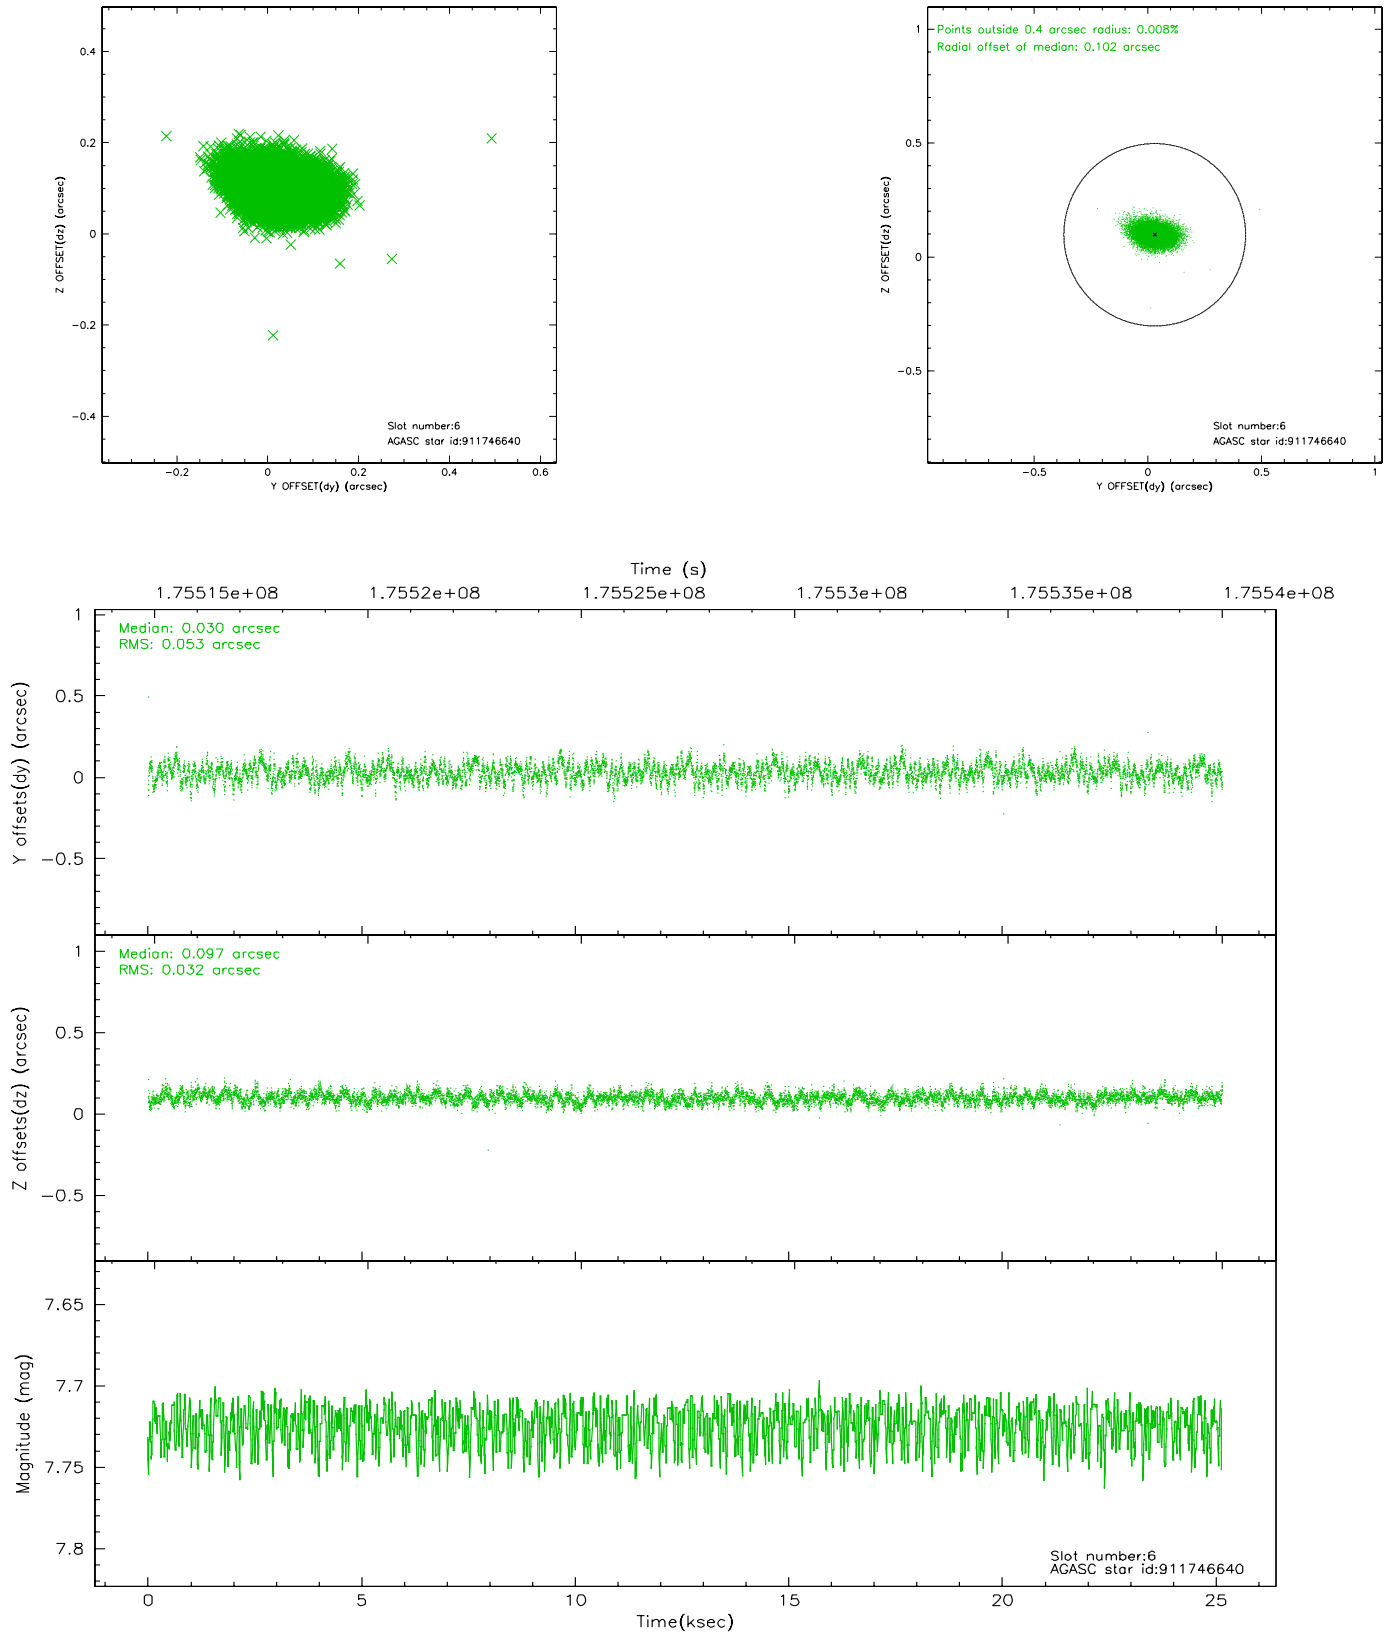 0.4
0.2
0
-0.2
-0.4
Z OFFSET(dz) (arcsec)
Slot number:6
AGASC star id:911746640
-0.2 0 0.2 0.4 0.6
Y OFFSET(dy) (arcsec)
Points outside 0.4 arcsec radius: 0.008%
Radial offset of median: 0.102 arcsec
1
0.5
0
-0.5
Z OFFSET(dz) (arcsec)
Slot number:6
AGASC star id:911746640
-0.5 0 0.5 1
Y OFFSET(dy) (arcsec)
Time (s)
1.75515e+08 1.7552e+08 1.75525e+08 1.7553e+08 1.75535e+08 1.7554e+08
Median: 0.030 arcsec
RMS: 0.053 arcsec
1
0.5
0
-0.5
Y offsets(dy) (arcsec)
Median: 0.097 arcsec
RMS: 0.032 arcsec
1
0.5
0
-0.5
Z offsets(dz) (arcsec)
7.65
7.7
7.75
7.8
Magnitude (mag)
Slot number:6
AGASC star id:911746640
0 5 10 15 20 25
Time(ksec)